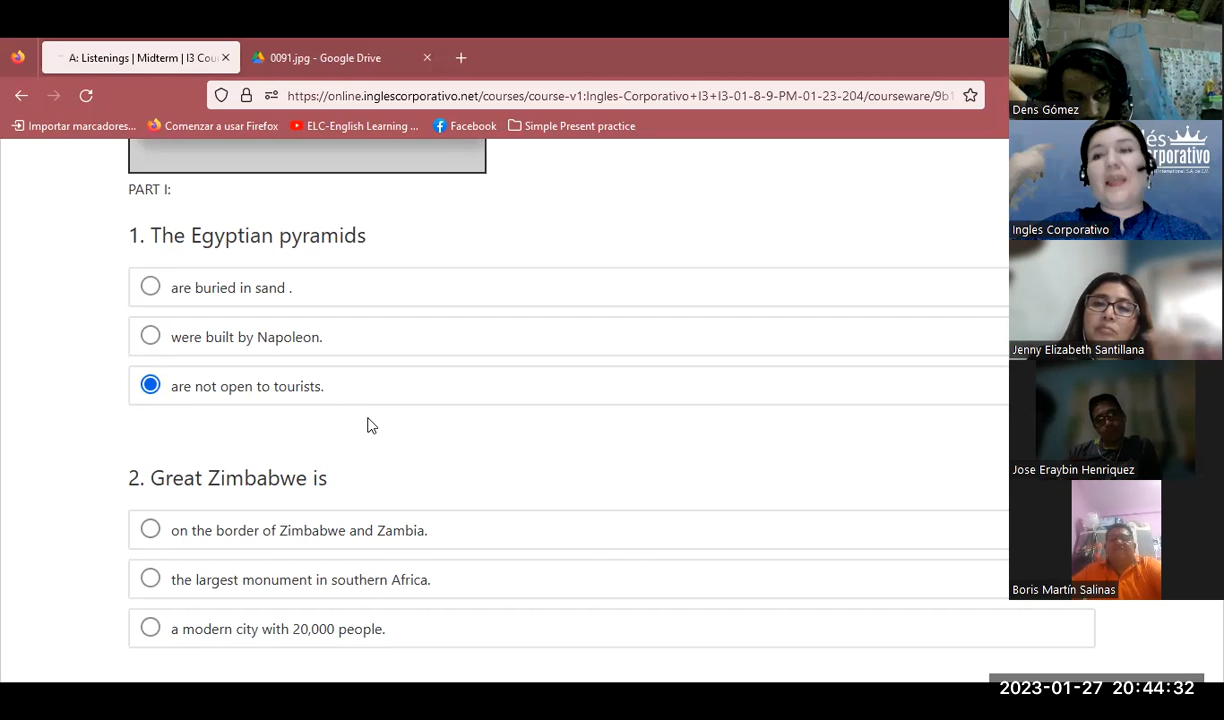 A: Listenings | Midterm | I3 Cou
0091.jpg - Google Drive
https://online.inglescorporativo.net/courses/course-v1:Ingles-Corporativo+I3+I3-01-8-9-PM-01-23-204/courseware/9b1
Importar marcadores...
Comenzar a usar Firefox
ELC-English Learning ...
Facebook
Simple Present practice
PART I:
1. The Egyptian pyramids
are buried in sand .
were built by Napoleon.
are not open to tourists.
2. Great Zimbabwe is
on the border of Zimbabwe and Zambia.
the largest monument in southern Africa.
a modern city with 20,000 people.
Dens Gómez
Ingles Corporativo
Jenny Elizabeth Santillana
Jose Eraybin Henriquez
Boris Martín Salinas
2023-01-27 20:44:32